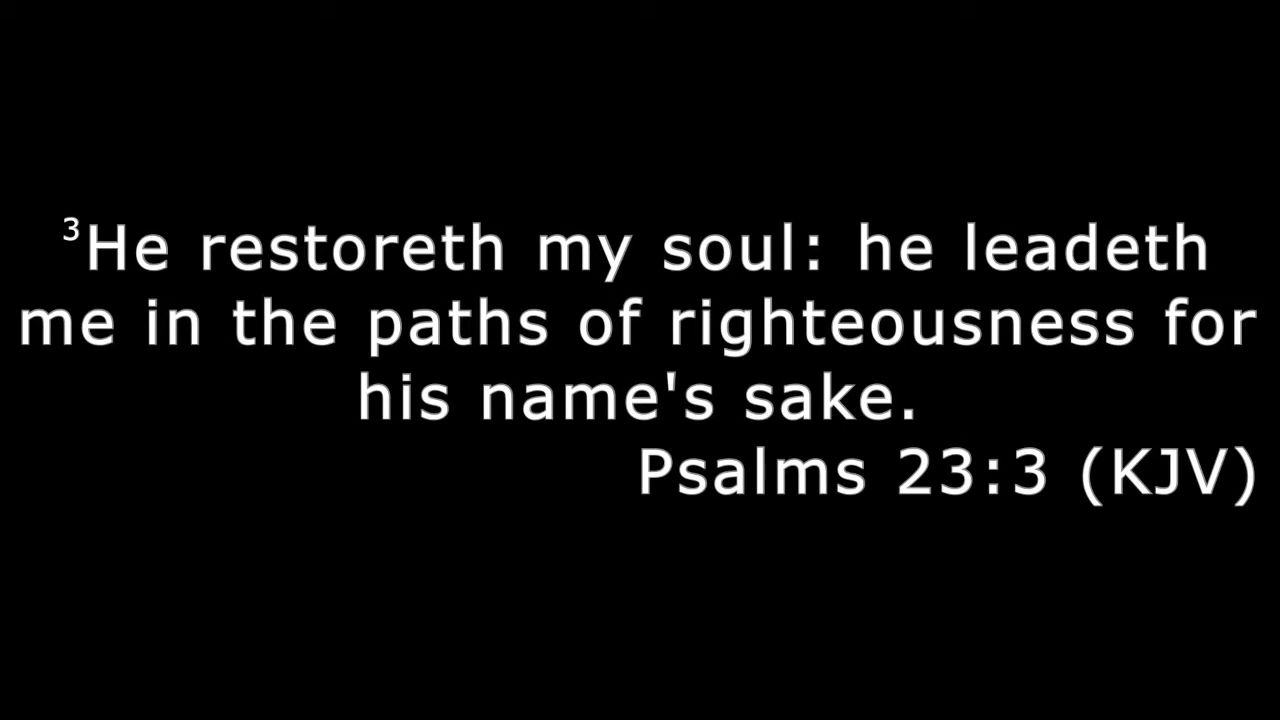 ³He restoreth my soul: he leadeth
me in the paths of righteousness for
his name's sake.
Psalms 23:3 (KJV)